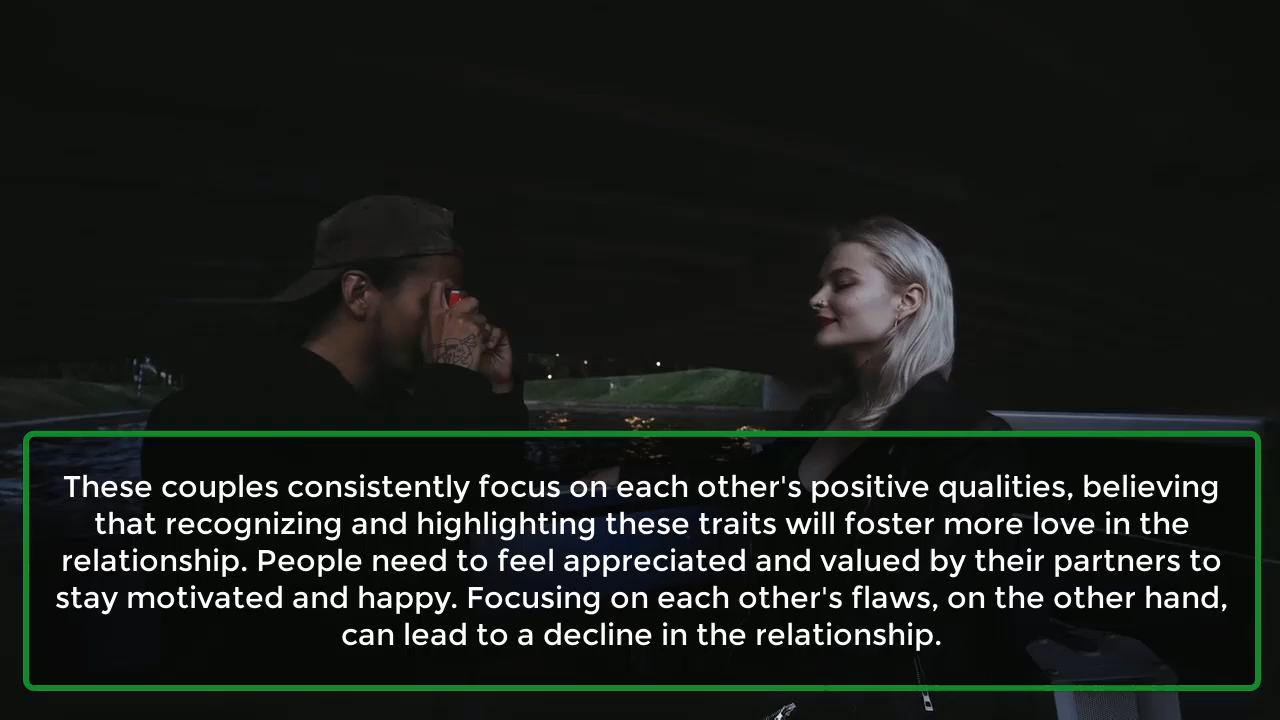 These couples consistently focus on each other's positive qualities, believing
that recognizing and highlighting these traits will foster more love in the
relationship. People need to feel appreciated and valued by their partners to
stay motivated and happy. Focusing on each other's flaws, on the other hand,
can lead to a decline in the relationship.